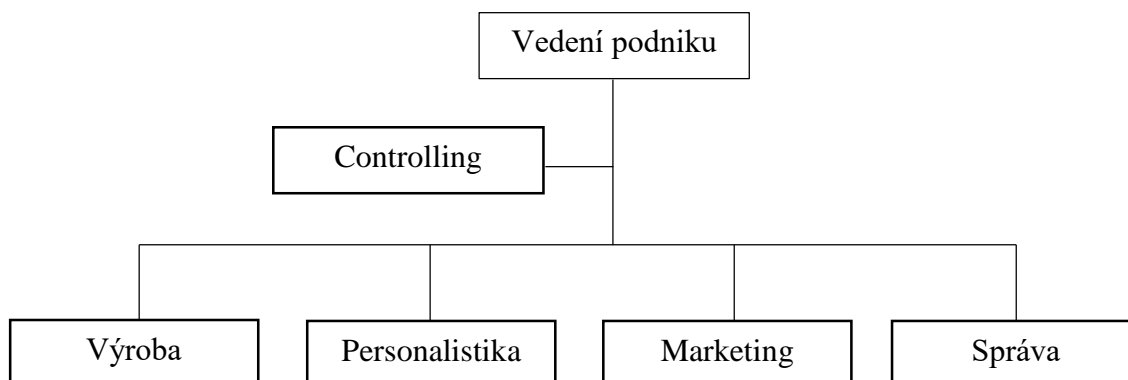 Vedení podniku
Controlling
Výroba
Personalistika
Marketing
Správa